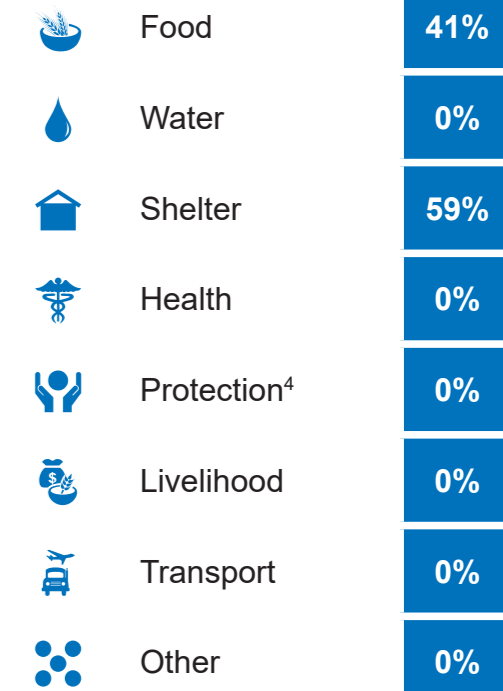 Food 41%
Water 0%
Shelter 59%
Health 0%
Protection⁴ 0%
$ Livelihood 0%
Transport 0%
Other 0%